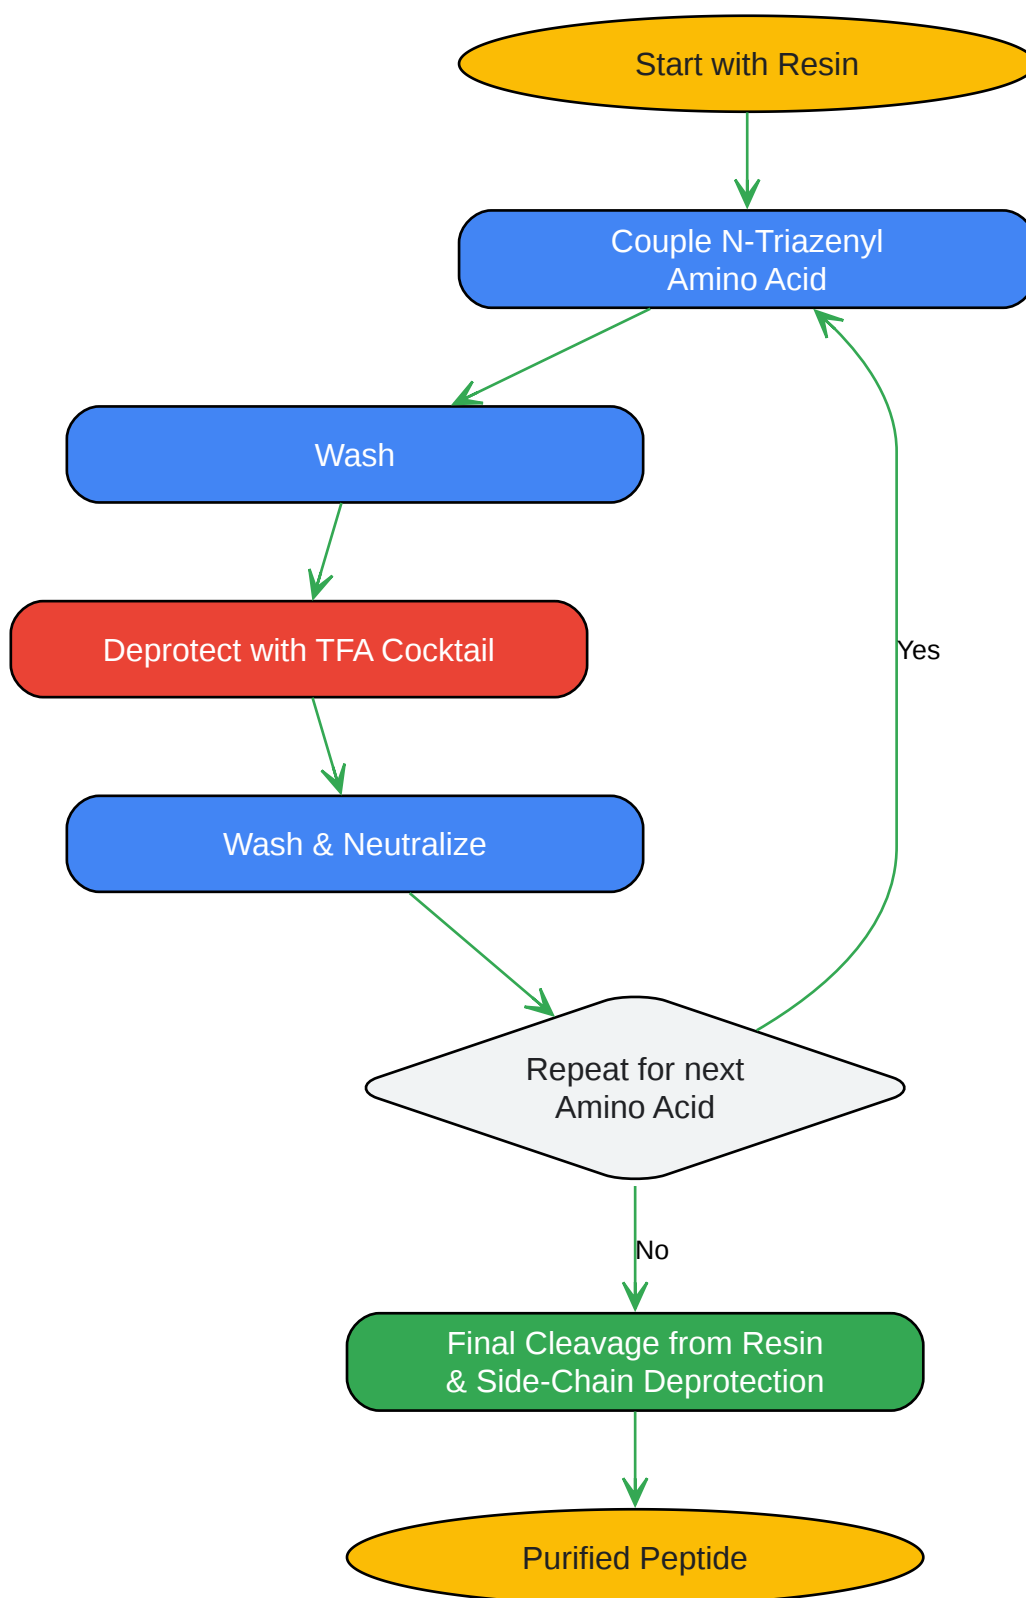 Start with Resin
Couple N-Triazenyl
Amino Acid
Wash
Deprotect with TFA Cocktail
Yes
Wash & Neutralize
Repeat for next
Amino Acid
No
Final Cleavage from Resin
& Side-Chain Deprotection
Purified Peptide